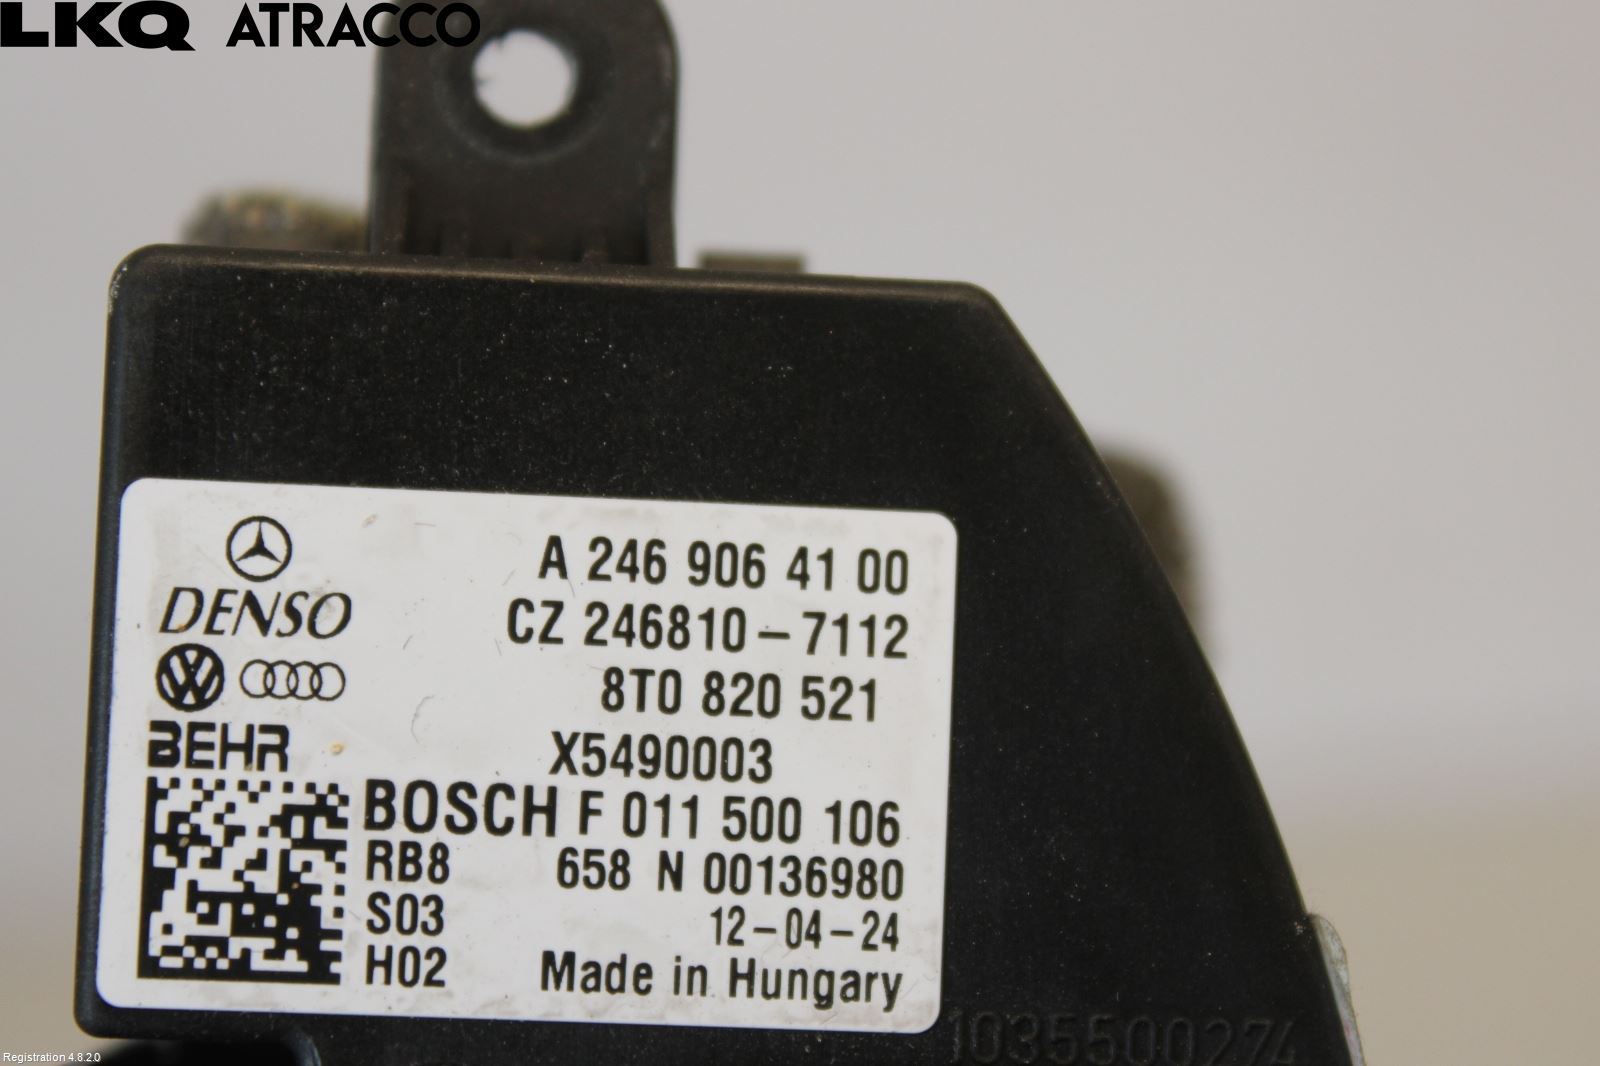 LKQ ATRACCO
A 246 906 41 00
DENSO CZ 246810-7112
8T0 820 521
BEHR X5490003
BOSCH F 011 500 106
RB8 658 N 00136980
S03 12-04-24
H02 Made in Hungary
1035500274
Registration 4.8.2.0